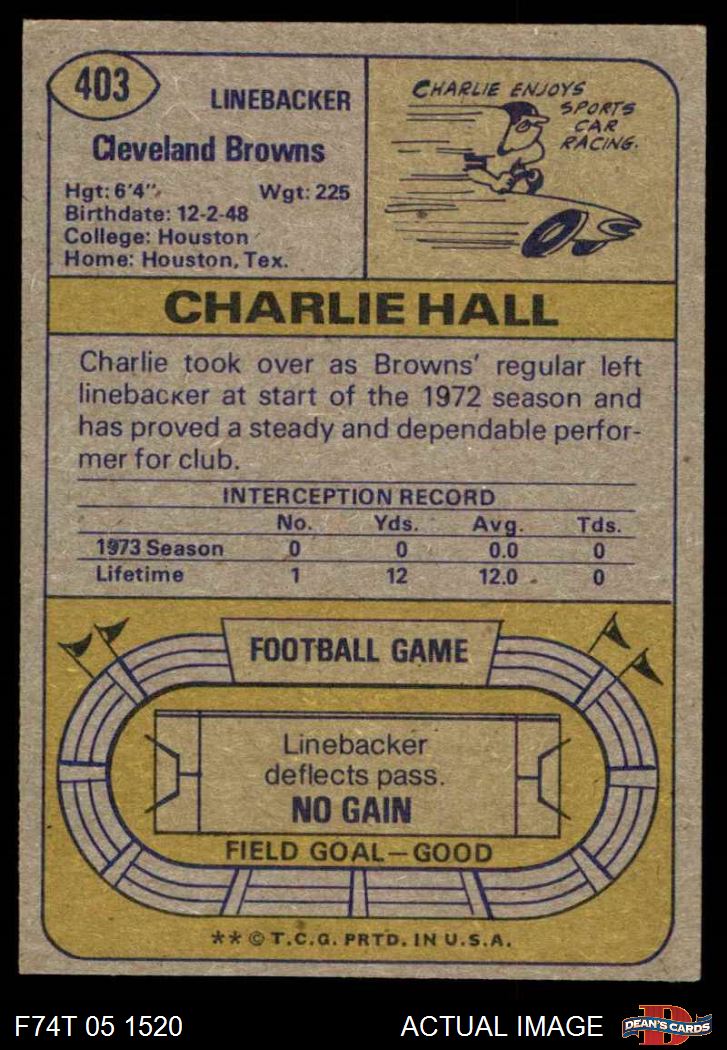 403
LINEBACKER
Cleveland Browns
Hgt: 6'4". Wgt: 225
Birthdate: 12-2-48
College: Houston
Home: Houston, Tex.
CHARLIE ENJOYS
SPORTS
CAR
RACING.
CHARLIE HALL
Charlie took over as Browns' regular left
linebacker at start of the 1972 season and
has proved a steady and dependable perfor-
mer for club.
INTERCEPTION RECORD
No. Yds. Avg. Tds.
1973 Season 0 0 0.0 0
Lifetime 1 12 12.0 0
FOOTBALL GAME
Linebacker
deflects pass.
NO GAIN
FIELD GOAL—GOOD
** © T.C.G. PRTD. IN U.S.A.
F74T 05 1520 ACTUAL IMAGE
D
DEAN'S CARDS